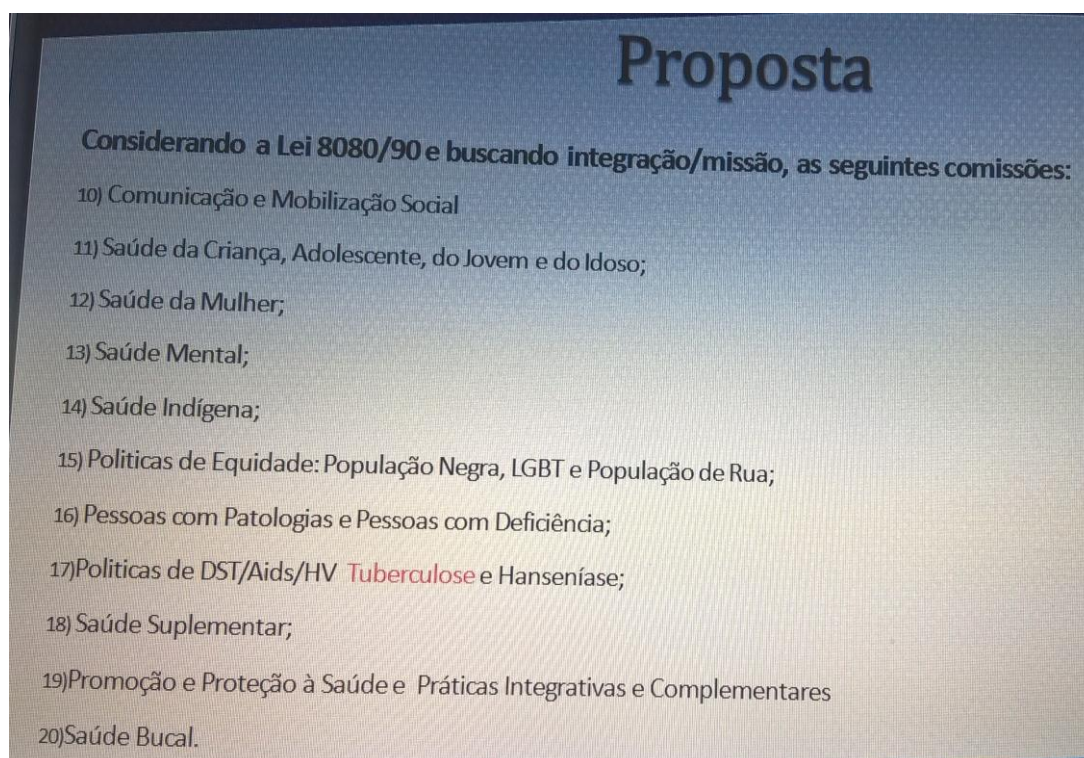 Proposta
Considerando a Lei 8080/90 e buscando integração/missão, as seguintes comissões:
10) Comunicação e Mobilização Social
11) Saúde da Criança, Adolescente, do Jovem e do Idoso;
12) Saúde da Mulher;
13) Saúde Mental;
14) Saúde Indígena;
15) Politicas de Equidade: População Negra, LGBT e População de Rua;
16) Pessoas com Patologias e Pessoas com Deficiência;
17)Politicas de DST/Aids/HV Tuberculose e Hanseníase;
18) Saúde Suplementar;
19)Promoção e Proteção à Saúde e Práticas Integrativas e Complementares
20)Saúde Bucal.